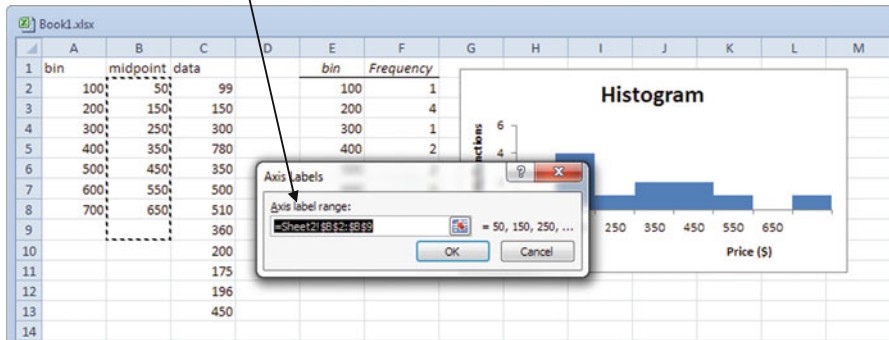 Book1.xlsx
A B C D E F G H I J K L M
1 bin midpoint data bin Frequency
2 100 50 99 100 1
3 200 150 150 200 4
4 300 250 300 300 1
5 400 350 780 400 2
6 500 450 350
7 600 550 500
8 700 650 510
9 360
10 200
11 175
12 196
13 450
14
Histogram
6
4
250 350 450 550 650
Price ($)
Axis Labels
Axis label range:
=Sheet2!$B$2:$B$9 = 50, 150, 250, ...
OK Cancel